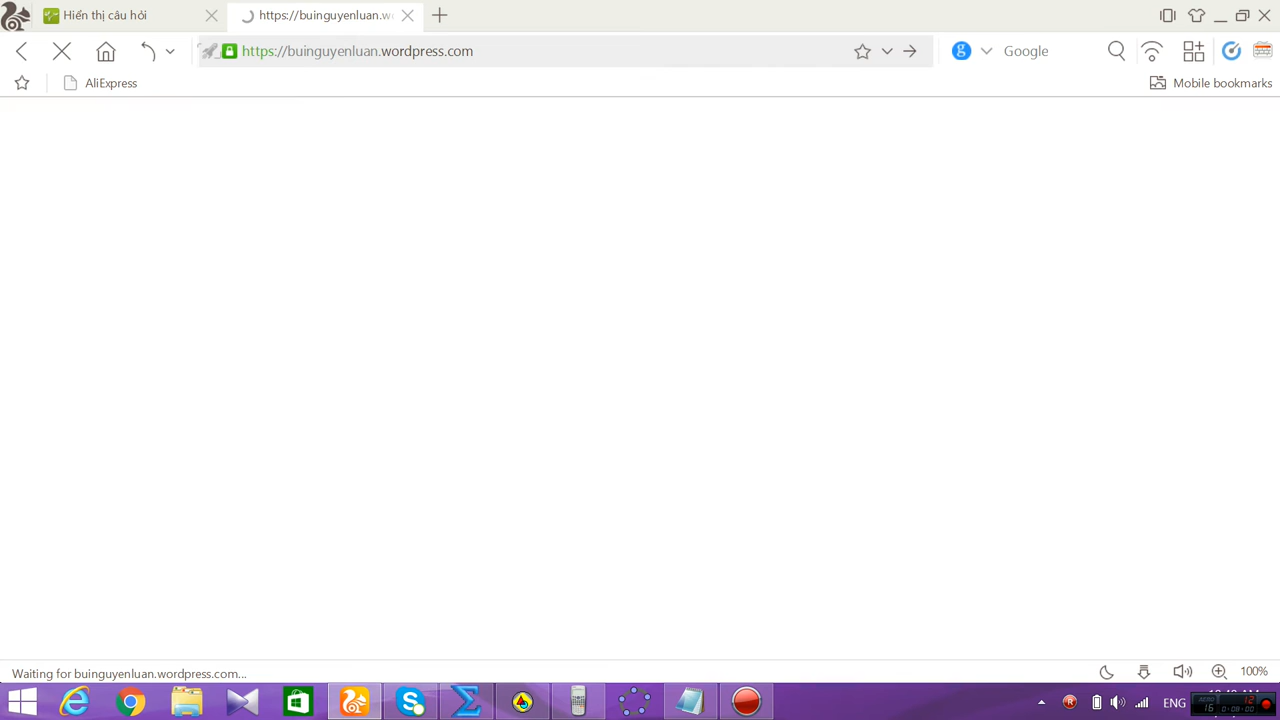 Hiển thị câu hỏi
https://buinguyenluan.w
https://buinguyenluan.wordpress.com
Google
AliExpress
Mobile bookmarks
Waiting for buinguyenluan.wordpress.com...
100%
ENG